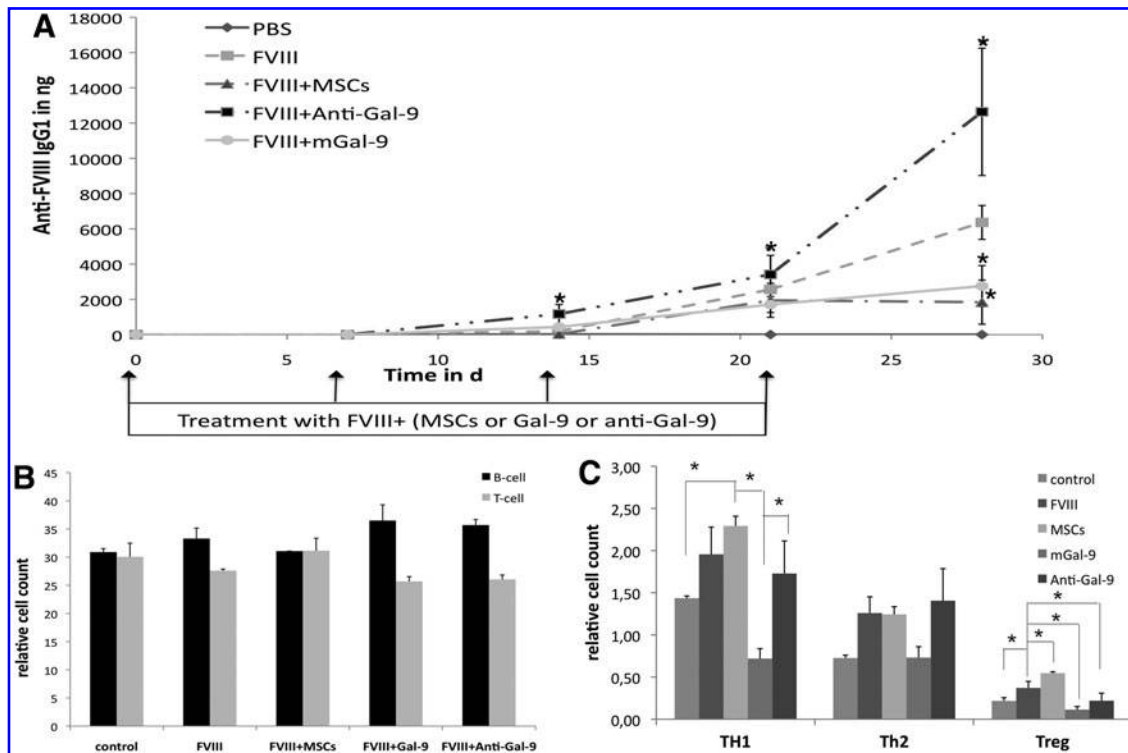 A
Anti-FVIII IgG1 in ng
18000
16000
14000
12000
10000
8000
6000
4000
2000
0
PBS
FVIII
FVIII+MSCs
FVIII+Anti-Gal-9
FVIII+mGal-9
* * * * *
0 5 10 15 20 25 30
Time in d
Treatment with FVIII+ (MSCs or Gal-9 or anti-Gal-9)
B
relative cell count
45
40
35
30
25
20
15
10
5
0
B-cell
T-cell
control FVIII FVIII+MSCs FVIII+Gal-9 FVIII+Anti-Gal-9
C
relative cell count
3,00
2,50
2,00
1,50
1,00
0,50
0,00
control
FVIII
MSCs
mGal-9
Anti-Gal-9
* * *
* * * *
TH1 Th2 Treg